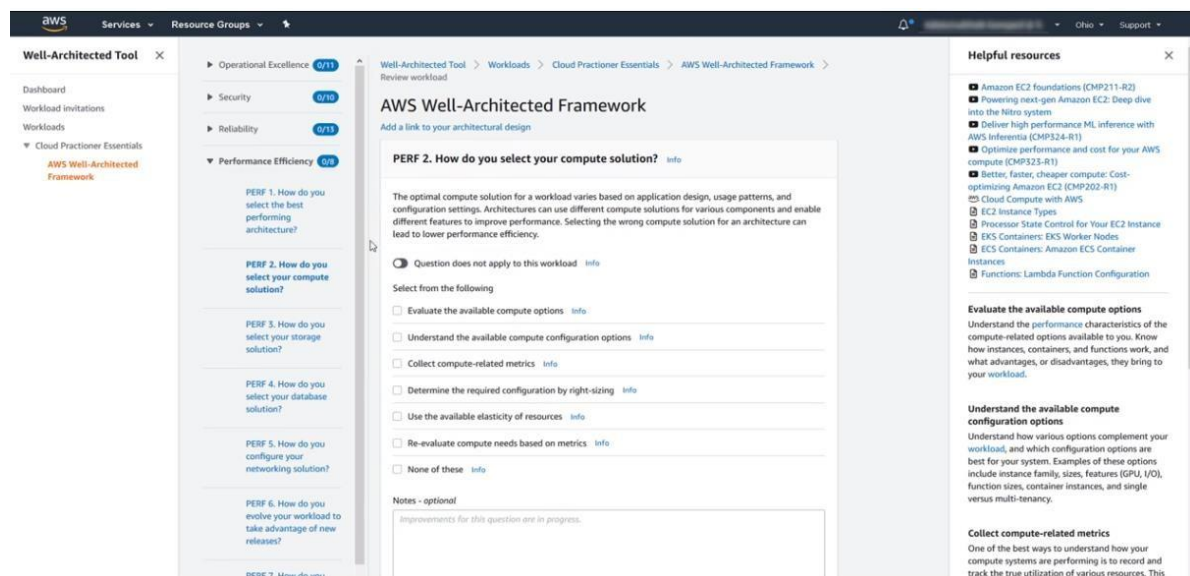 aws
Services
Resource Groups
Ohio
Support
Well-Architected Tool
Dashboard
Workload invitations
Workloads
Cloud Practioner Essentials
AWS Well-Architected
Framework
Operational Excellence 0/11
Security 0/10
Reliability 0/13
Performance Efficiency 0/8
PERF 1. How do you
select the best
performing
architecture?
PERF 2. How do you
select your compute
solution?
PERF 3. How do you
select your storage
solution?
PERF 4. How do you
select your database
solution?
PERF 5. How do you
configure your
networking solution?
PERF 6. How do you
evolve your workload to
take advantage of new
releases?
PERF 7. How do you
Well-Architected Tool > Workloads > Cloud Practioner Essentials > AWS Well-Architected Framework >
Review workload
AWS Well-Architected Framework
Add a link to your architectural design
PERF 2. How do you select your compute solution? Info
The optimal compute solution for a workload varies based on application design, usage patterns, and
configuration settings. Architectures can use different compute solutions for various components and enable
different features to improve performance. Selecting the wrong compute solution for an architecture can
lead to lower performance efficiency.
Question does not apply to this workload Info
Select from the following
Evaluate the available compute options Info
Understand the available compute configuration options Info
Collect compute-related metrics Info
Determine the required configuration by right-sizing Info
Use the available elasticity of resources Info
Re-evaluate compute needs based on metrics Info
None of these Info
Notes - optional
Improvements for this question are in progress.
Helpful resources
Amazon EC2 foundations (CMP211-R2)
Powering next-gen Amazon EC2: Deep dive
into the Nitro system
Deliver high performance ML inference with
AWS Inferentia (CMP324-R1)
Optimize performance and cost for your AWS
compute (CMP323-R1)
Better, faster, cheaper compute: Cost-
optimizing Amazon EC2 (CMP202-R1)
Cloud Compute with AWS
EC2 Instance Types
Processor State Control for Your EC2 Instance
EKS Containers: EKS Worker Nodes
ECS Containers: Amazon ECS Container
Instances
Functions: Lambda Function Configuration
Evaluate the available compute options
Understand the performance characteristics of the
compute-related options available to you. Know
how instances, containers, and functions work, and
what advantages, or disadvantages, they bring to
your workload.
Understand the available compute
configuration options
Understand how various options complement your
workload, and which configuration options are
best for your system. Examples of these options
include instance family, sizes, features (GPU, I/O),
function sizes, container instances, and single
versus multi-tenancy.
Collect compute-related metrics
One of the best ways to understand how your
compute systems are performing is to record and
track the true utilization of various resources. This